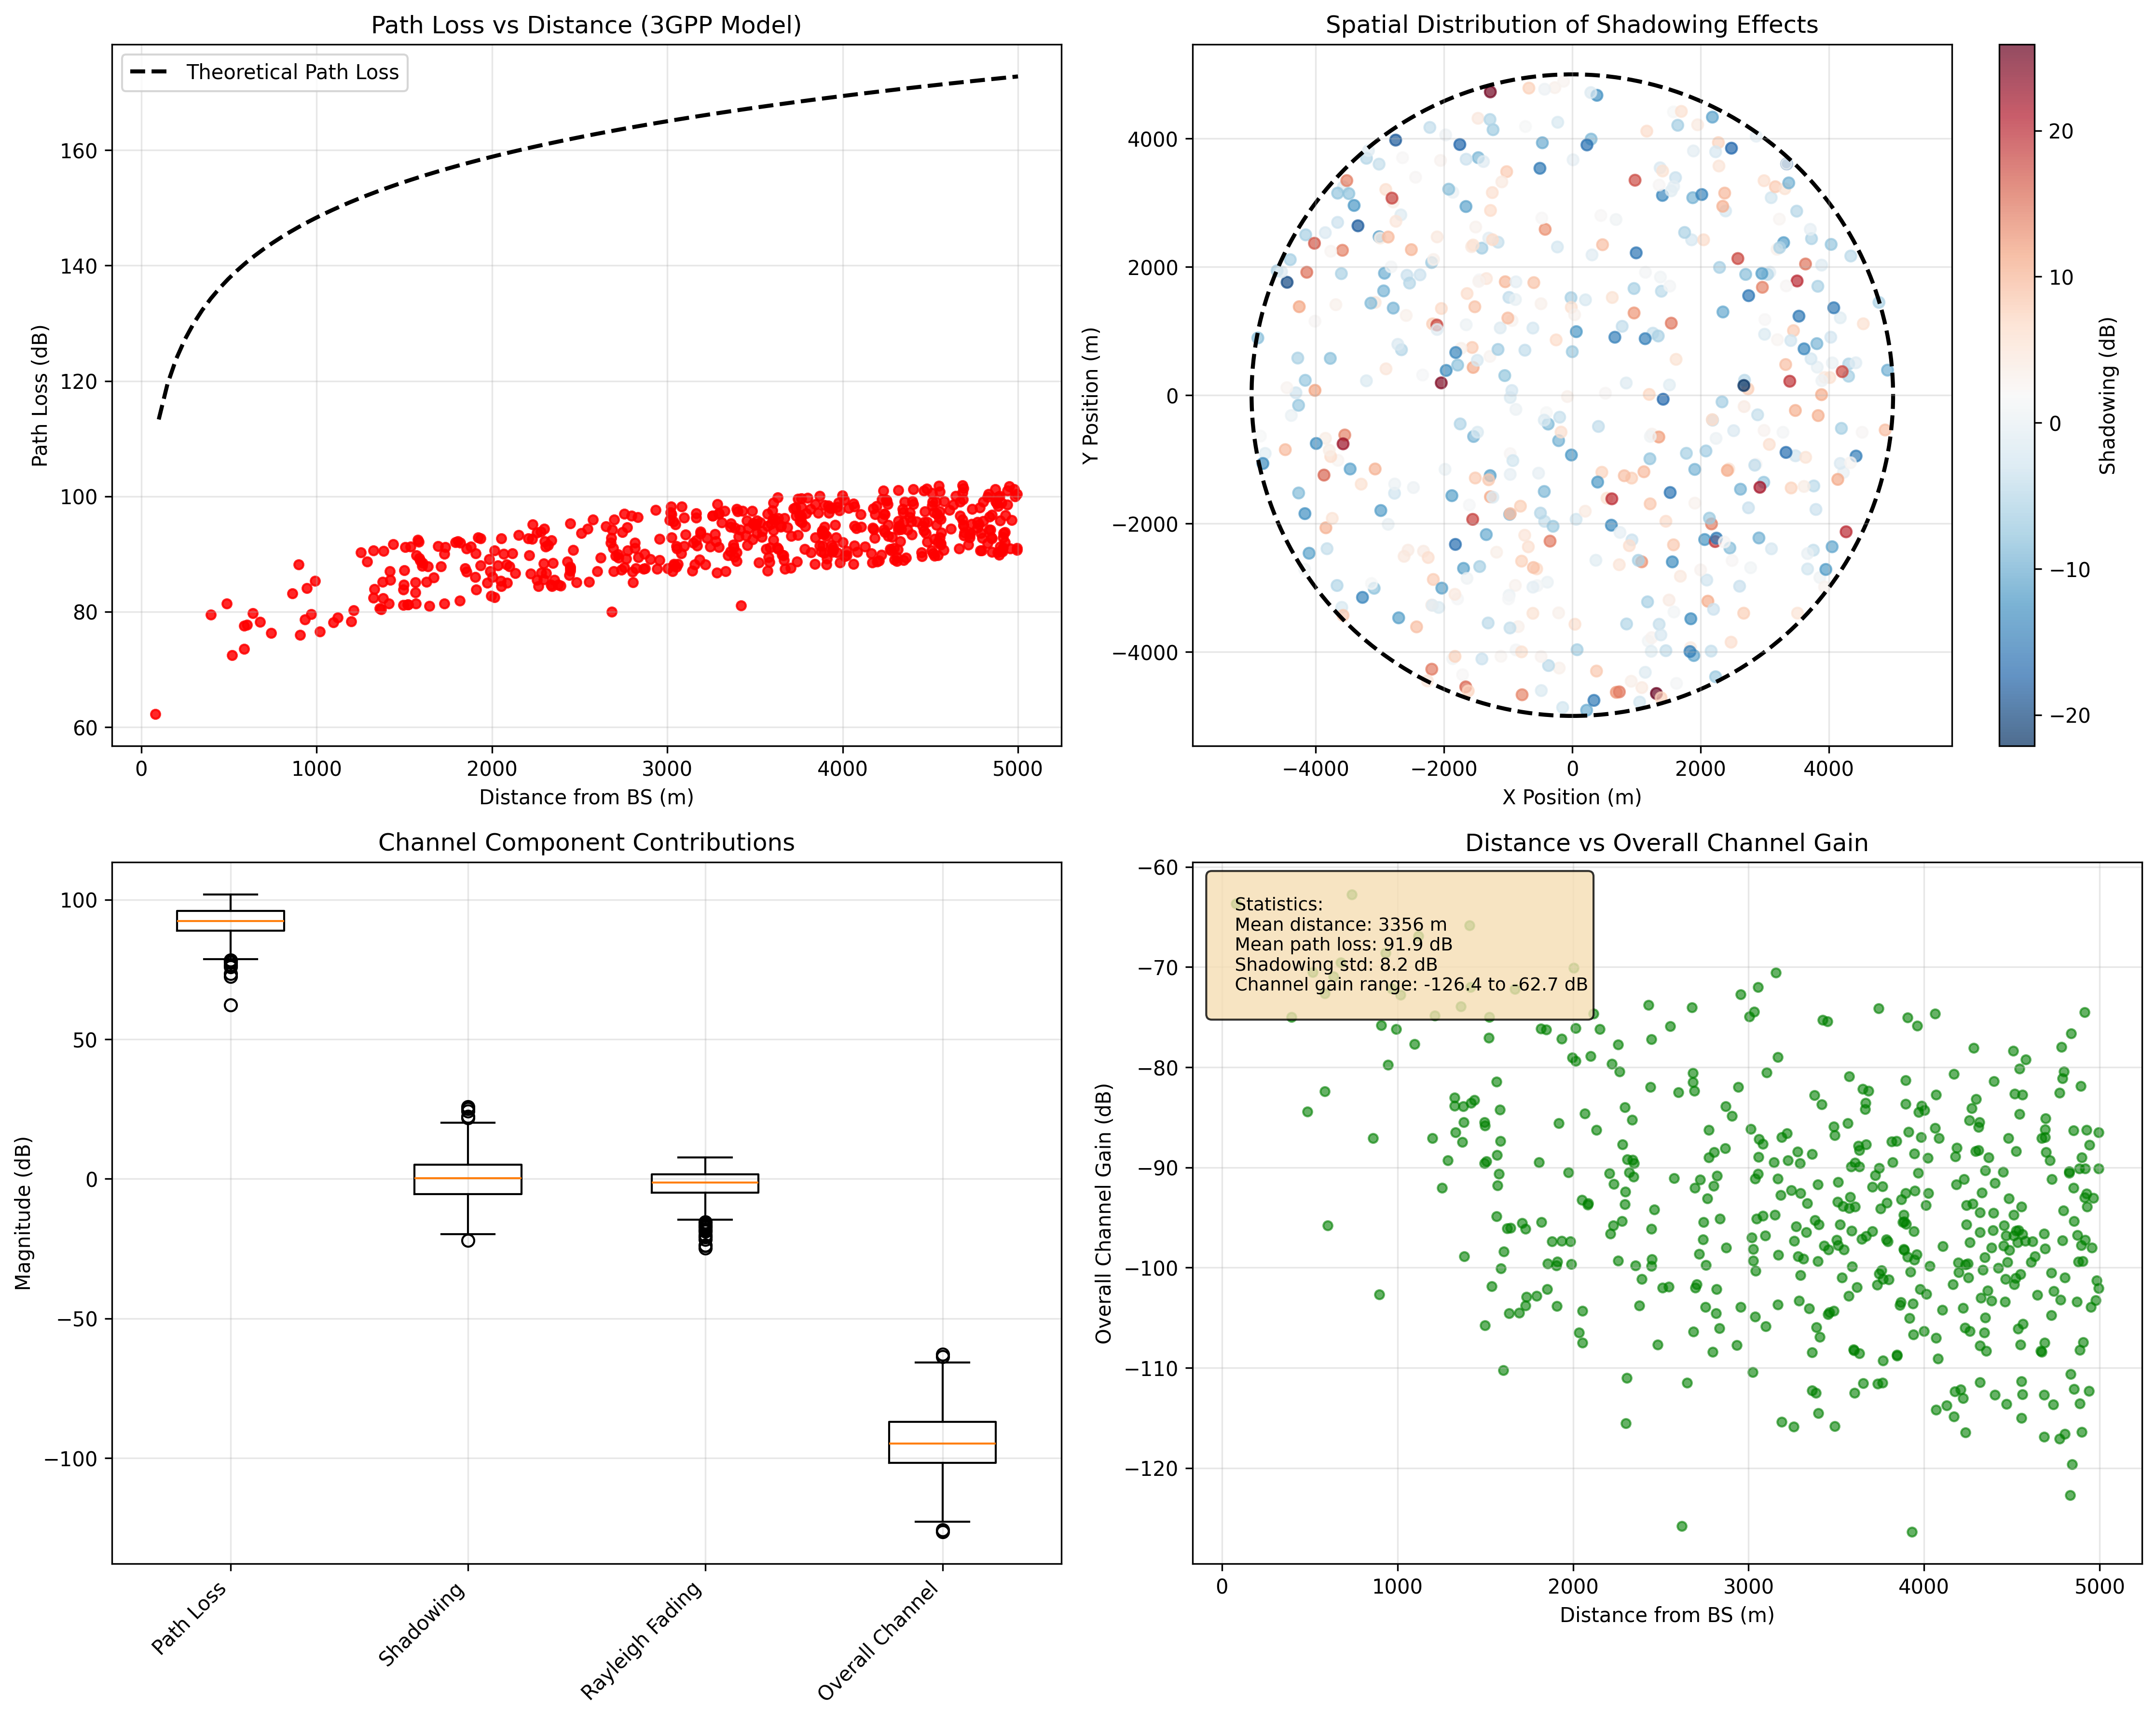 Path Loss vs Distance (3GPP Model)
Theoretical Path Loss
Path Loss (dB)
160
140
120
100
80
60
0 1000 2000 3000 4000 5000
Distance from BS (m)
Spatial Distribution of Shadowing Effects
Y Position (m)
4000
2000
0
−2000
−4000
−4000 −2000 0 2000 4000
X Position (m)
20
10
0
−10
−20
Shadowing (dB)
Channel Component Contributions
Magnitude (dB)
100
50
0
−50
−100
Path Loss
Shadowing
Rayleigh Fading
Overall Channel
Distance vs Overall Channel Gain
Overall Channel Gain (dB)
−60
−70
−80
−90
−100
−110
−120
Statistics:
Mean distance: 3356 m
Mean path loss: 91.9 dB
Shadowing std: 8.2 dB
Channel gain range: -126.4 to -62.7 dB
0 1000 2000 3000 4000 5000
Distance from BS (m)